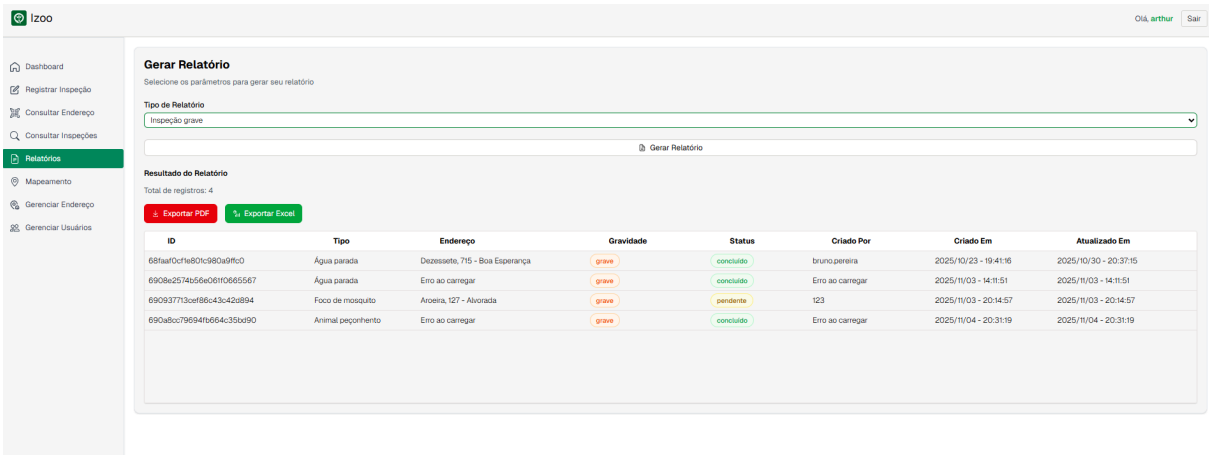 Izoo
Olá, arthur Sair
Dashboard
Registrar Inspeção
Consultar Endereço
Consultar Inspeções
Relatórios
Mapeamento
Gerenciar Endereço
Gerenciar Usuários
Gerar Relatório
Selecione os parâmetros para gerar seu relatório
Tipo de Relatório
Inspeção grave
Gerar Relatório
Resultado do Relatório
Total de registros: 4
Exportar PDF Exportar Excel
ID Tipo Endereço Gravidade Status Criado Por Criado Em Atualizado Em
68faaf0cf1e801c980a9ffc0 Água parada Dezessete, 715 - Boa Esperança grave concluído bruno.pereira 2025/10/23 - 19:41:16 2025/10/30 - 20:37:15
6908e2574b56e061f0665567 Água parada Erro ao carregar grave concluído Erro ao carregar 2025/11/03 - 14:11:51 2025/11/03 - 14:11:51
690937713cef86c43c42d894 Foco de mosquito Aroeira, 127 - Alvorada grave pendente 123 2025/11/03 - 20:14:57 2025/11/03 - 20:14:57
690a8cc79694fb664c35bd90 Animal peçonhento Erro ao carregar grave concluído Erro ao carregar 2025/11/04 - 20:31:19 2025/11/04 - 20:31:19